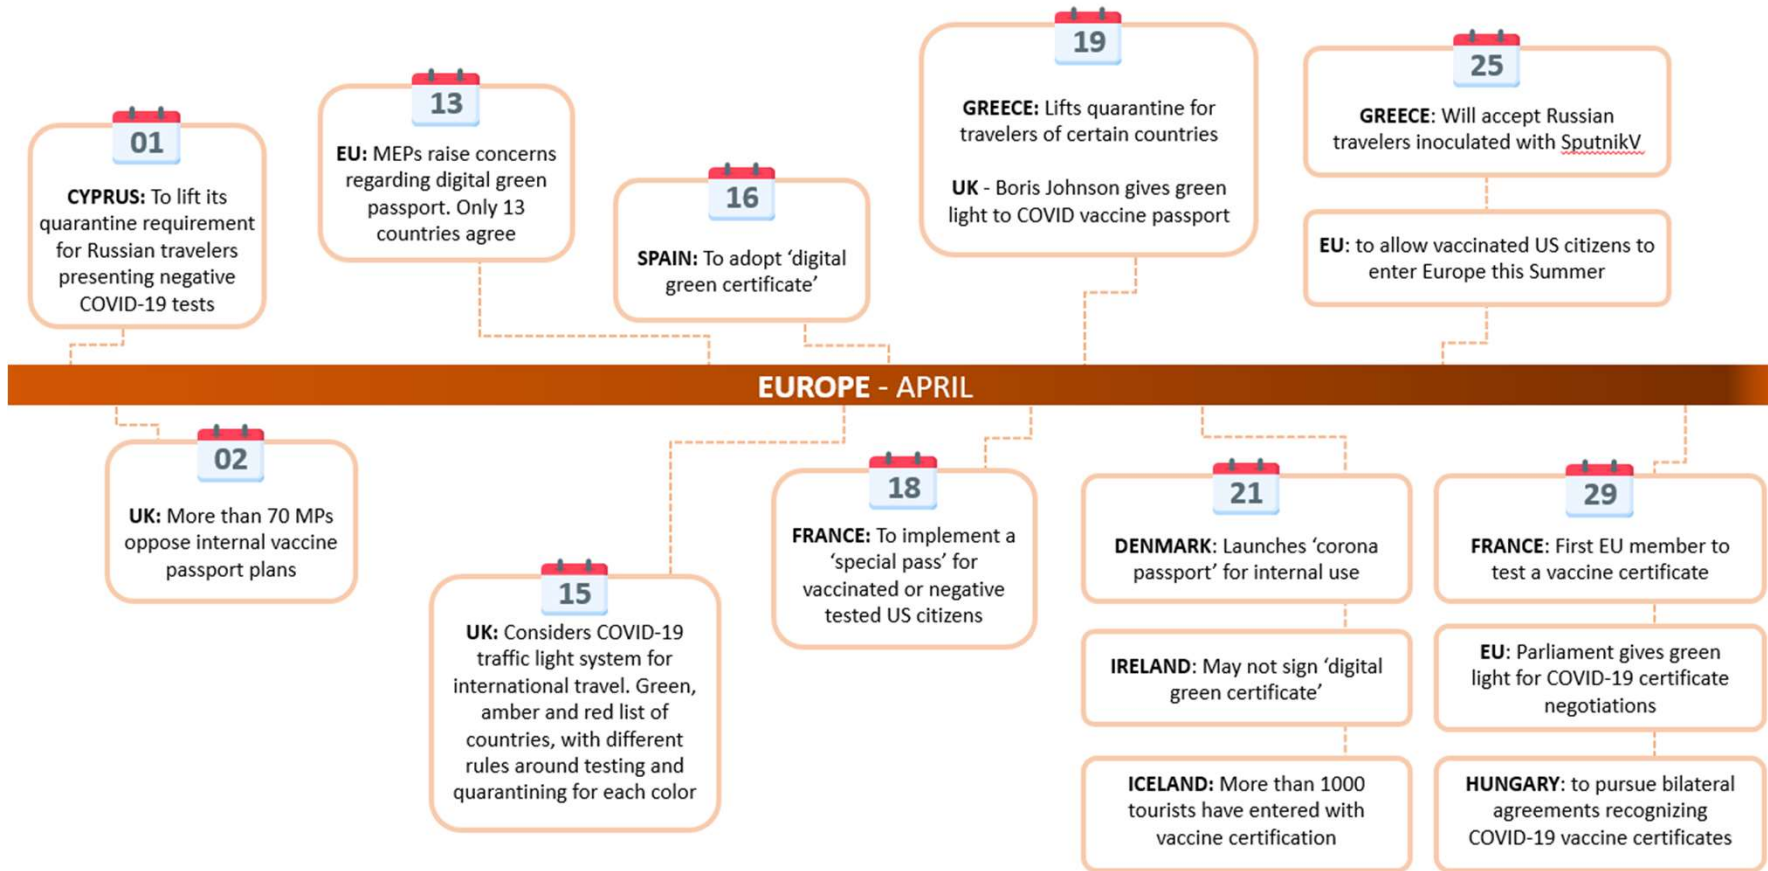 01
CYPRUS: To lift its
quarantine requirement
for Russian travelers
presenting negative
COVID-19 tests
13
EU: MEPs raise concerns
regarding digital green
passport. Only 13
countries agree
16
SPAIN: To adopt ‘digital
green certificate’
19
GREECE: Lifts quarantine for
travelers of certain countries
UK - Boris Johnson gives green
light to COVID vaccine passport
25
GREECE: Will accept Russian
travelers inoculated with SputnikV
EU: to allow vaccinated US citizens to
enter Europe this Summer
EUROPE - APRIL
02
UK: More than 70 MPs
oppose internal vaccine
passport plans
15
UK: Considers COVID-19
traffic light system for
international travel. Green,
amber and red list of
countries, with different
rules around testing and
quarantining for each color
18
FRANCE: To implement a
‘special pass’ for
vaccinated or negative
tested US citizens
21
DENMARK: Launches ‘corona
passport’ for internal use
IRELAND: May not sign ‘digital
green certificate’
ICELAND: More than 1000
tourists have entered with
vaccine certification
29
FRANCE: First EU member to
test a vaccine certificate
EU: Parliament gives green
light for COVID-19 certificate
negotiations
HUNGARY: to pursue bilateral
agreements recognizing
COVID-19 vaccine certificates